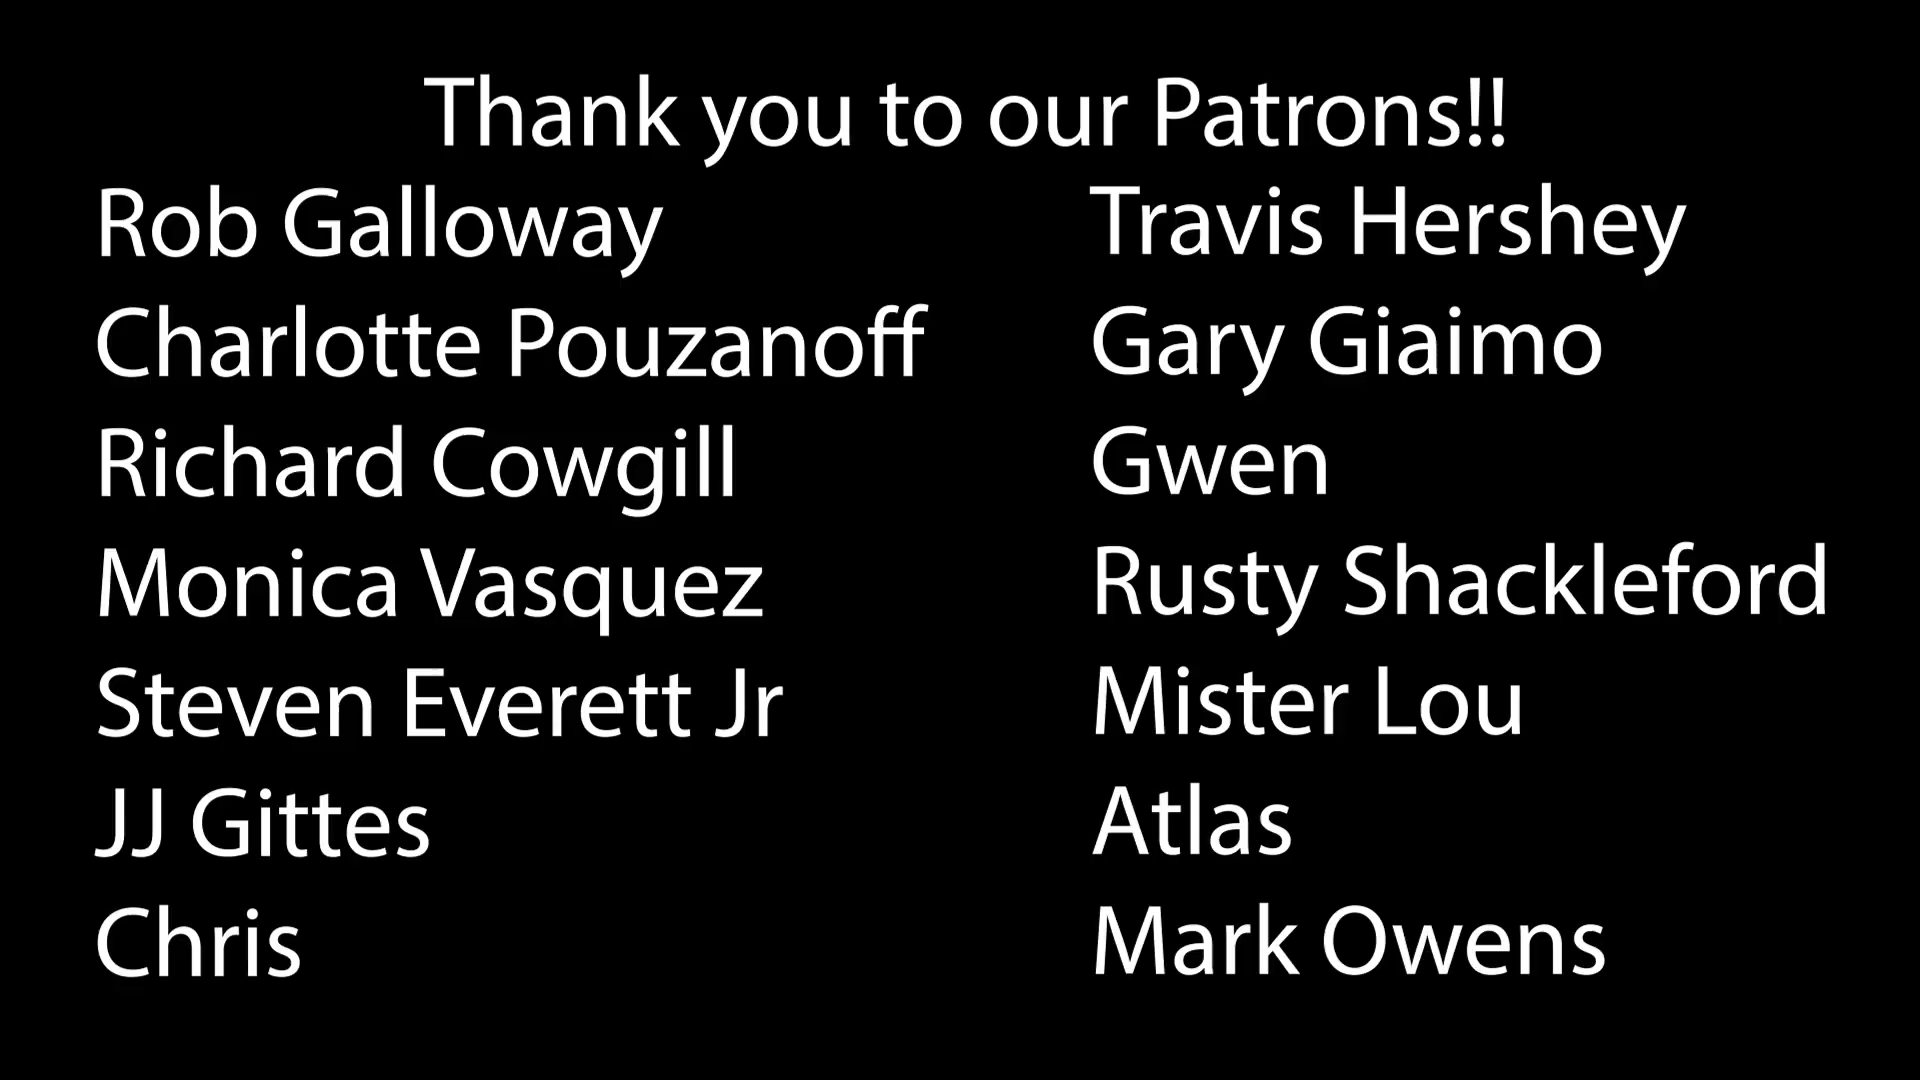 Thank you to our Patrons!!
Rob Galloway
Charlotte Pouzanoff
Richard Cowgill
Monica Vasquez
Steven Everett Jr
JJ Gittes
Chris
Travis Hershey
Gary Giaimo
Gwen
Rusty Shackleford
Mister Lou
Atlas
Mark Owens